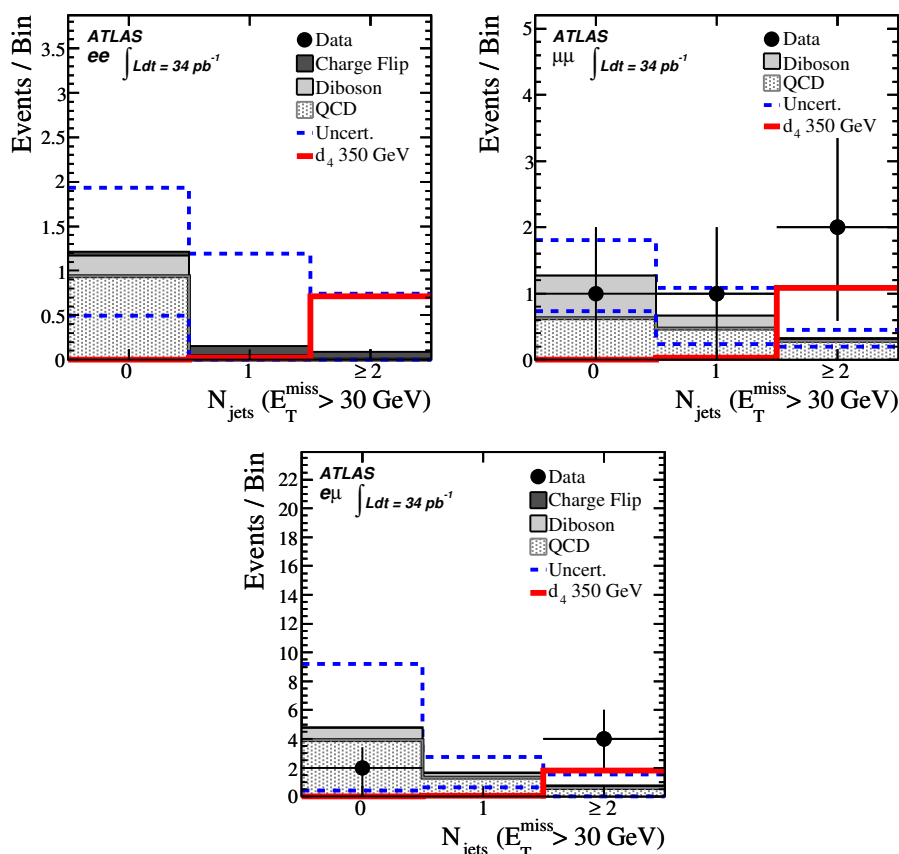 ATLAS
ee ∫Ldt = 34 pb⁻¹
Data
Charge Flip
Diboson
QCD
Uncert.
d₄ 350 GeV
Events / Bin
3.5
3
2.5
2
1.5
1
0.5
0
0 1 ≥ 2
N_jets (E_T^miss > 30 GeV)
ATLAS
μμ ∫Ldt = 34 pb⁻¹
Data
Diboson
QCD
Uncert.
d₄ 350 GeV
Events / Bin
5
4
3
2
1
0
0 1 ≥ 2
N_jets (E_T^miss > 30 GeV)
ATLAS
eμ ∫Ldt = 34 pb⁻¹
Data
Charge Flip
Diboson
QCD
Uncert.
d₄ 350 GeV
Events / Bin
22
20
18
16
14
12
10
8
6
4
2
0
0 1 ≥ 2
N_jets (E_T^miss > 30 GeV)